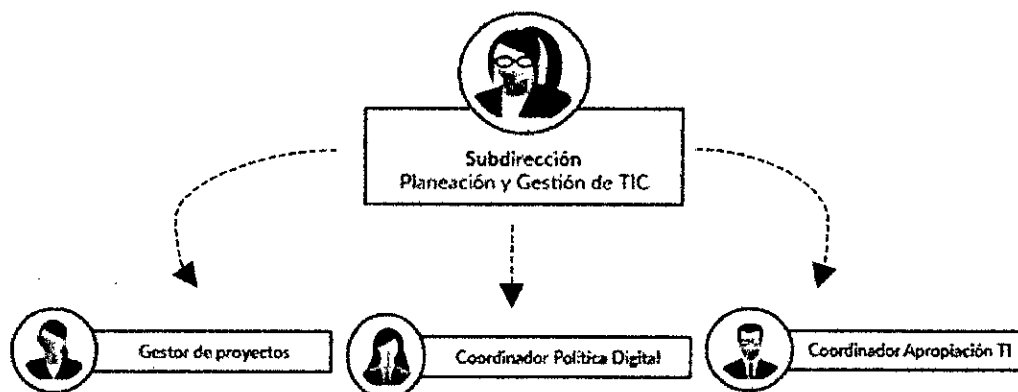 Subdirección
Planeación y Gestión de TIC
Gestor de proyectos
Coordinador Política Digital
Coordinador Apropiación TI